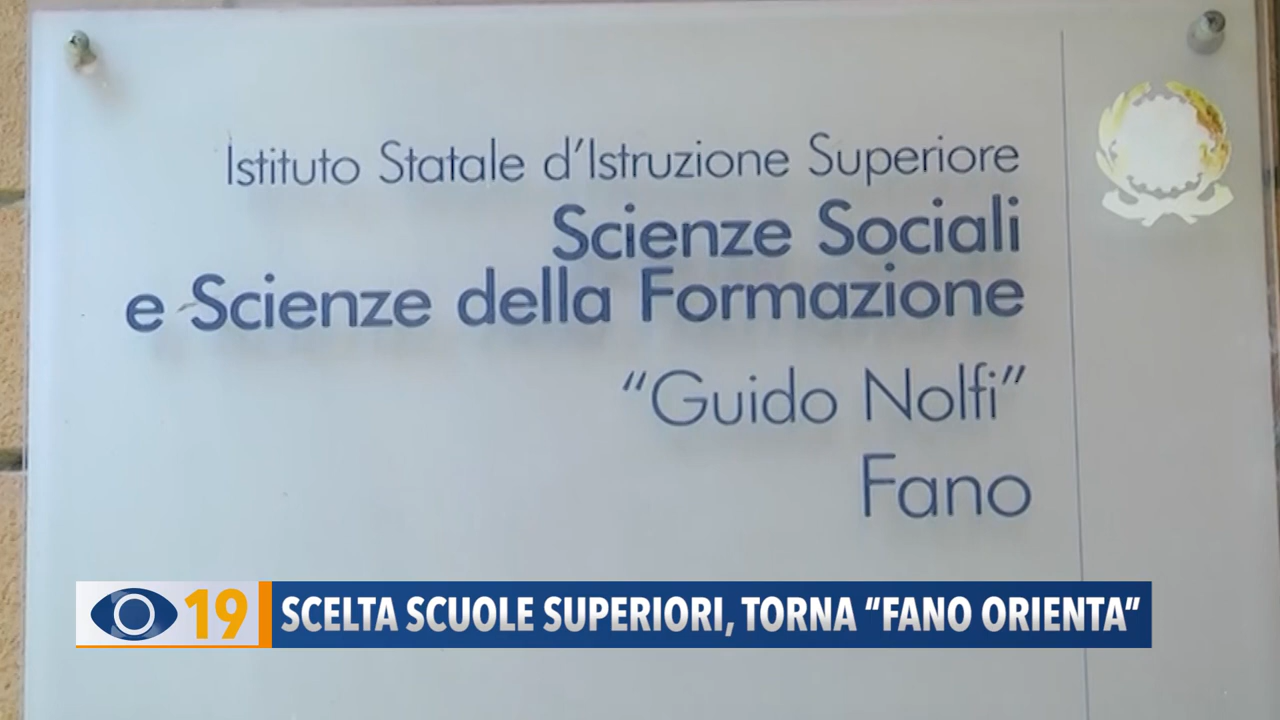 Istituto Statale d'Istruzione Superiore
Scienze Sociali
e Scienze della Formazione
“Guido Nolfi”
Fano
19 SCELTA SCUOLE SUPERIORI, TORNA “FANO ORIENTA”